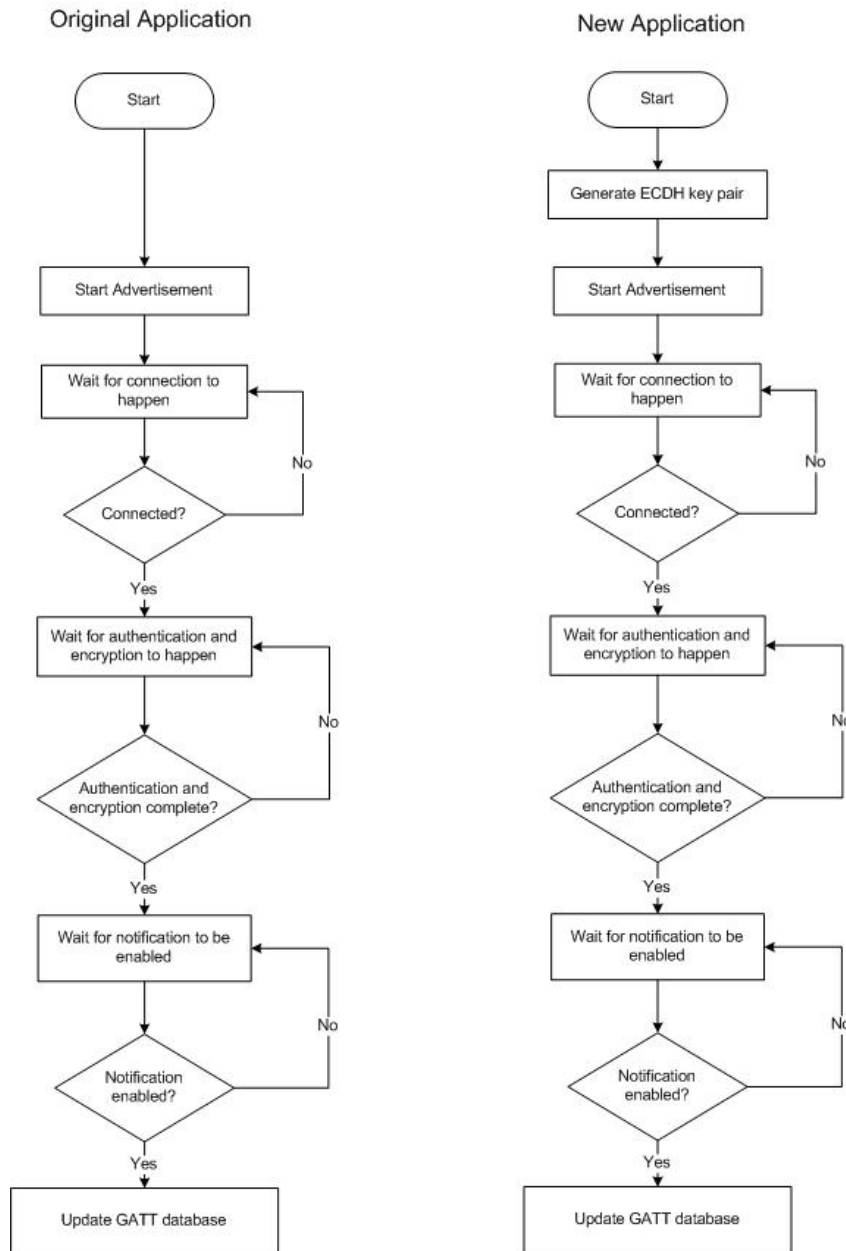 Original Application
Start
Start Advertisement
Wait for connection to
happen
No
Connected?
Yes
Wait for authentication and
encryption to happen
No
Authentication and
encryption complete?
Yes
Wait for notification to be
enabled
No
Notification
enabled?
Yes
Update GATT database
New Application
Start
Generate ECDH key pair
Start Advertisement
Wait for connection to
happen
No
Connected?
Yes
Wait for authentication and
encryption to happen
No
Authentication and
encryption complete?
Yes
Wait for notification to be
enabled
No
Notification
enabled?
Yes
Update GATT database